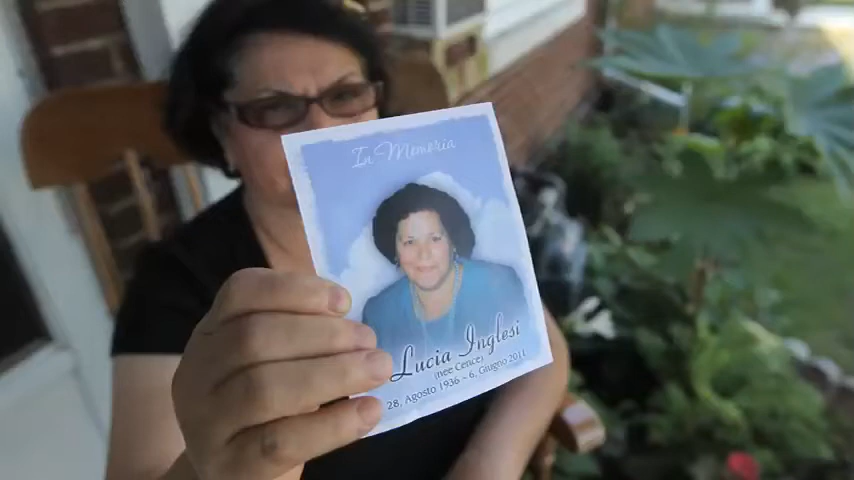 In Memoria
Lucia Inglesi
(nee Cerice)
28, Agosto 1936 ~ 6, Giugno 2011